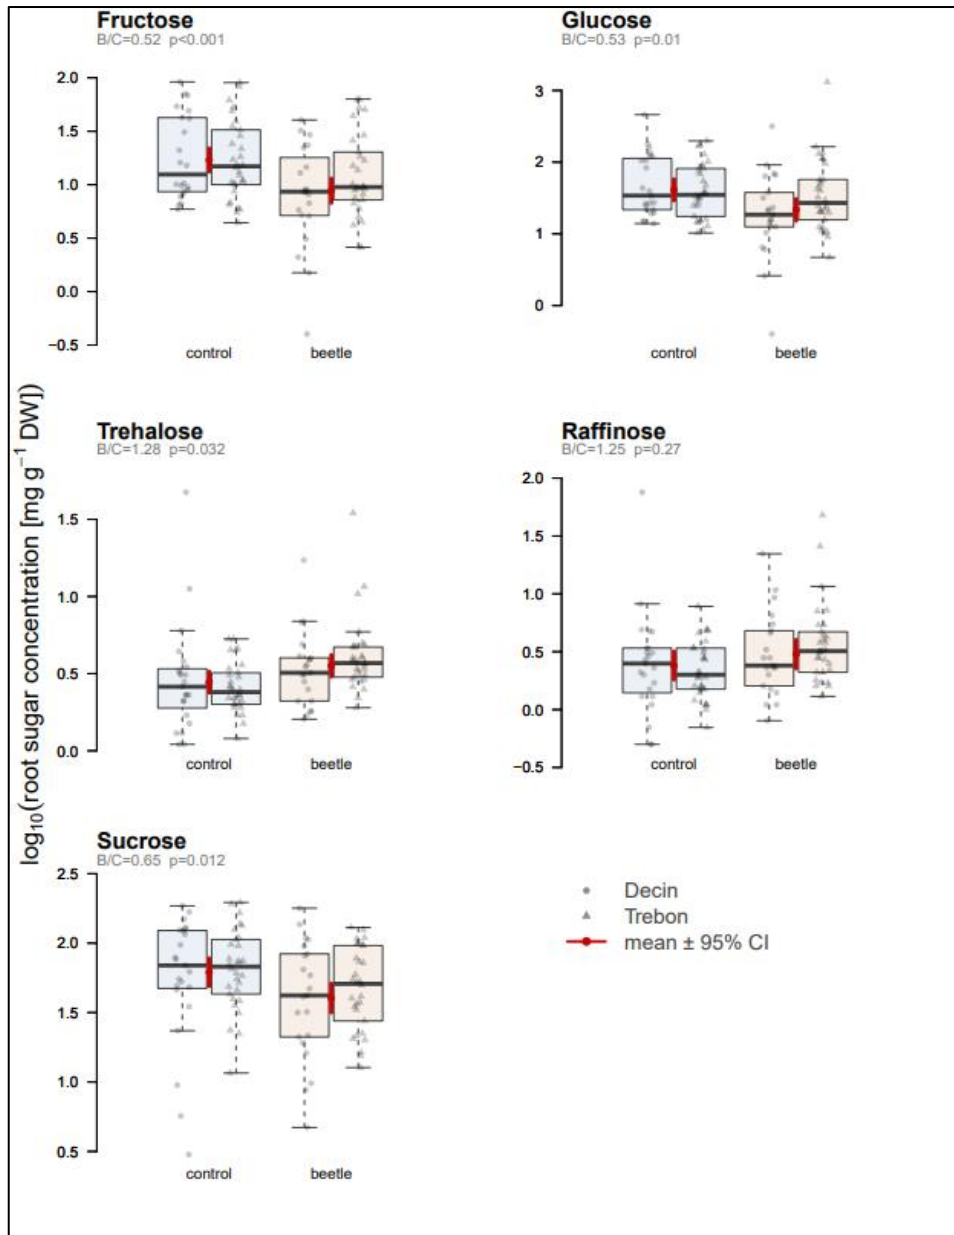 Fructose
B/C=0.52 p<0.001
2.0
1.5
1.0
0.5
0.0
−0.5
control
beetle
Glucose
B/C=0.53 p=0.01
3
2
1
0
control
beetle
log₁₀(root sugar concentration [mg g⁻¹ DW])
Trehalose
B/C=1.28 p=0.032
1.5
1.0
0.5
0.0
control
beetle
Raffinose
B/C=1.25 p=0.27
2.0
1.5
1.0
0.5
0.0
−0.5
control
beetle
Sucrose
B/C=0.65 p=0.012
2.5
2.0
1.5
1.0
0.5
control
beetle
Decin
Trebon
mean ± 95% CI